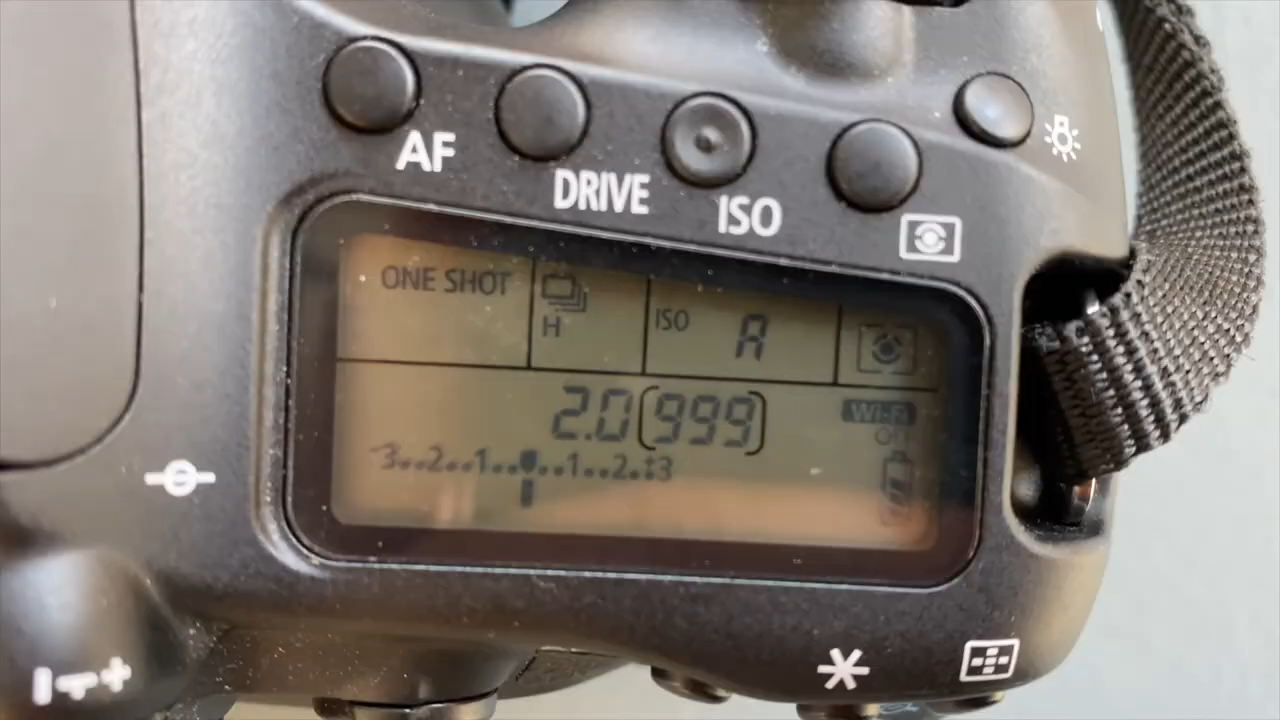 AF
DRIVE
ISO
ONE SHOT
H
ISO A
2.0(999)
Wi-Fi
OFF
3..2..1..0..1..2.:3